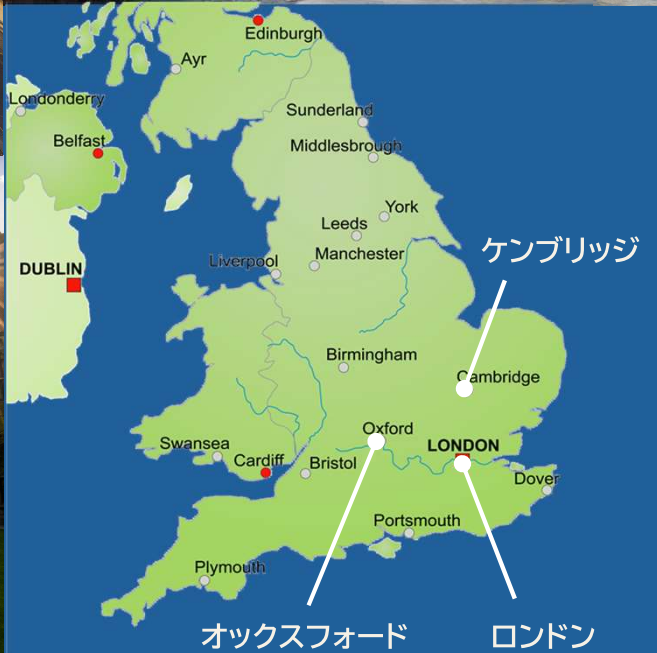 Edinburgh
Ayr
Londonderry
Sunderland
Belfast
Middlesbrough
York
Leeds
ケンブリッジ
Manchester
Liverpool
DUBLIN
Birmingham
Cambridge
Oxford
LONDON
Swansea
Cardiff
Bristol
Dover
Portsmouth
Plymouth
オックスフォード
ロンドン